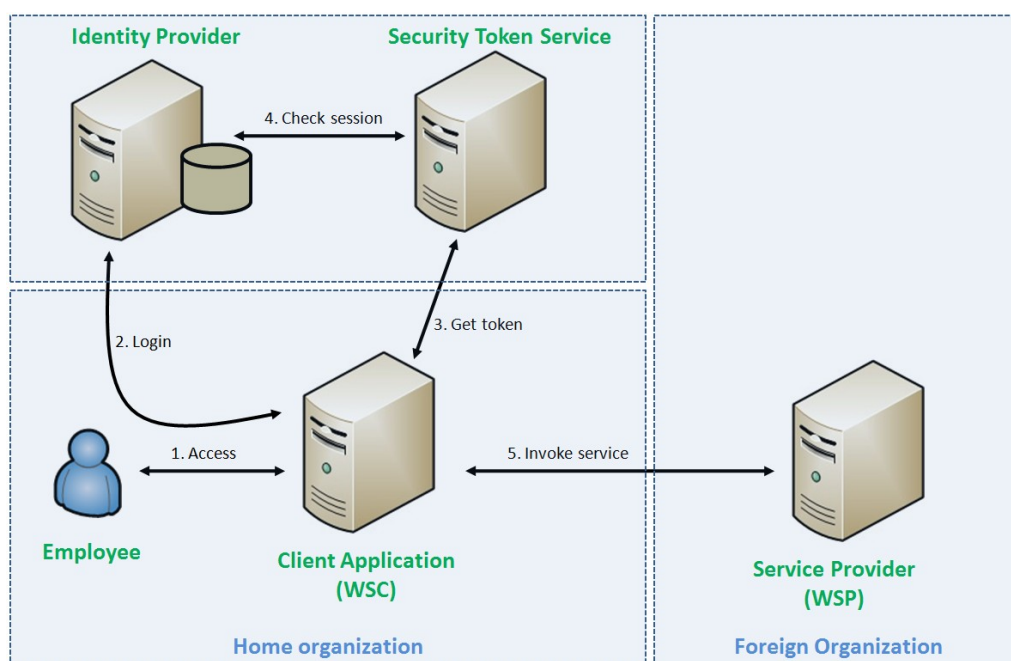 Identity Provider
Security Token Service
4. Check session
2. Login
3. Get token
1. Access
5. Invoke service
Employee
Client Application
(WSC)
Service Provider
(WSP)
Home organization
Foreign Organization